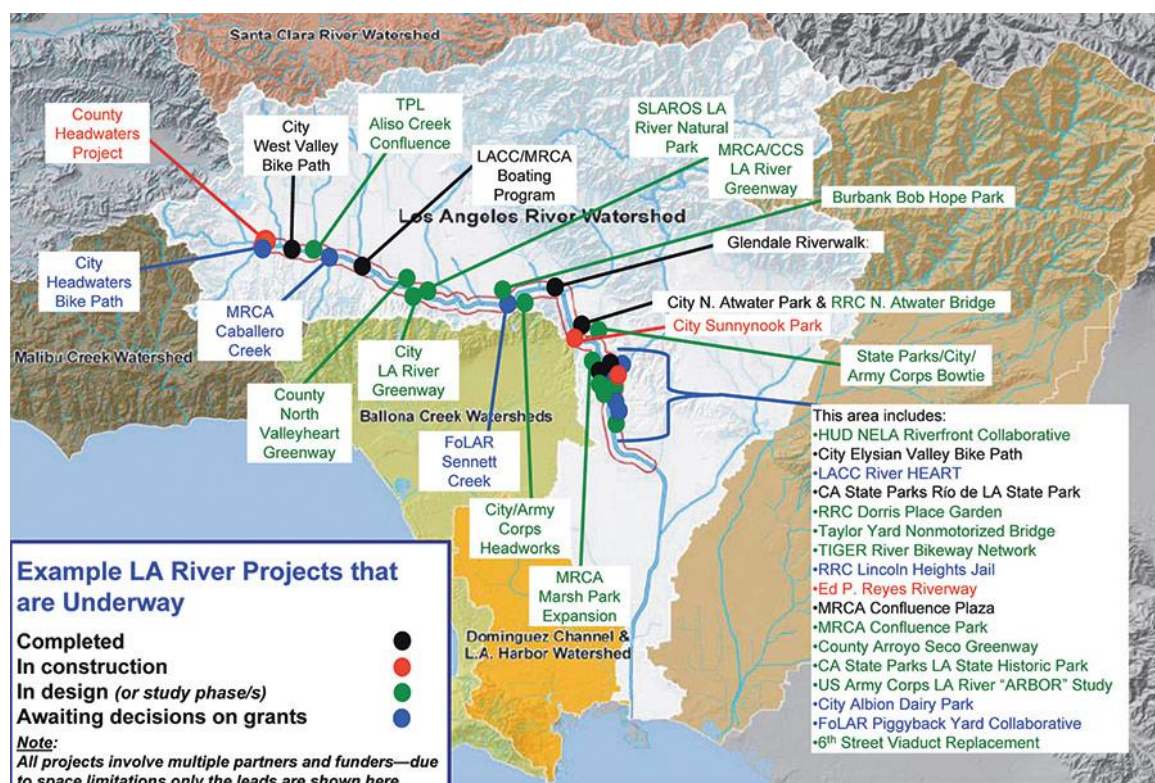 Santa Clara River Watershed
County
Headwaters
Project
City
West Valley
Bike Path
TPL
Aliso Creek
Confluence
LACC/MRCA
Boating
Program
SLAROS LA
River Natural
Park
MRCA/CCS
LA River
Greenway
Burbank Bob Hope Park
Los Angeles River Watershed
Glendale Riverwalk:
City
Headwaters
Bike Path
MRCA
Caballero
Creek
City N. Atwater Park & RRC N. Atwater Bridge
City Sunnynook Park
Malibu Creek Watershed
City
LA River
Greenway
State Parks/City/
Army Corps Bowtie
County
North
Valleyheart
Greenway
Ballona Creek Watersheds
FoLAR
Sennett
Creek
City/Army
Corps
Headworks
MRCA
Marsh Park
Expansion
Dominguez Channel &
L.A. Harbor Watershed
This area includes:
•HUD NELA Riverfront Collaborative
•City Elysian Valley Bike Path
•LACC River HEART
•CA State Parks Río de LA State Park
•RRC Dorris Place Garden
•Taylor Yard Nonmotorized Bridge
•TIGER River Bikeway Network
•RRC Lincoln Heights Jail
•Ed P. Reyes Riverway
•MRCA Confluence Plaza
•MRCA Confluence Park
•County Arroyo Seco Greenway
•CA State Parks LA State Historic Park
•US Army Corps LA River "ARBOR" Study
•City Albion Dairy Park
•FoLAR Piggyback Yard Collaborative
•6th Street Viaduct Replacement
Example LA River Projects that
are Underway
Completed
In construction
In design (or study phase/s)
Awaiting decisions on grants
Note:
All projects involve multiple partners and funders—due
to space limitations only the leads are shown here